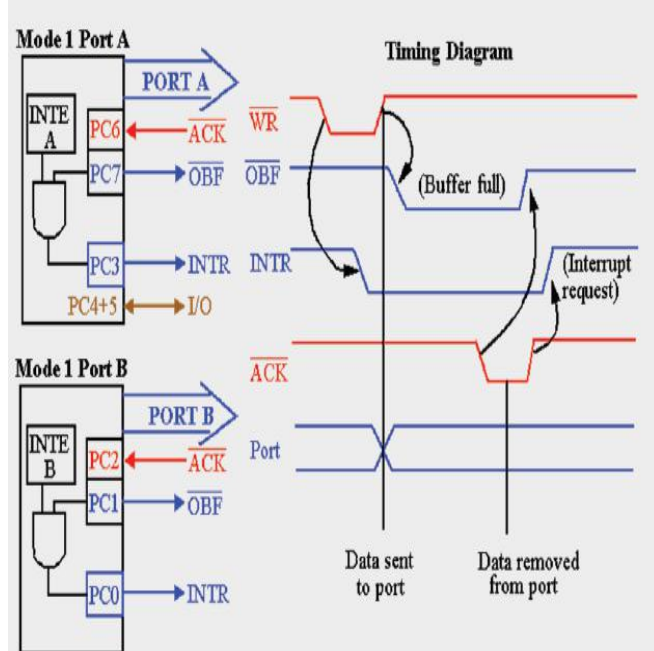 Mode 1 Port A
PORT A
INTE
A
PC6
ACK
PC7
OBF
PC3
INTR
PC4+5
I/O
Mode 1 Port B
PORT B
INTE
B
PC2
ACK
PC1
OBF
PC0
INTR
Timing Diagram
WR
OBF
(Buffer full)
INTR
(Interrupt
request)
ACK
Port
Data sent
to port
Data removed
from port